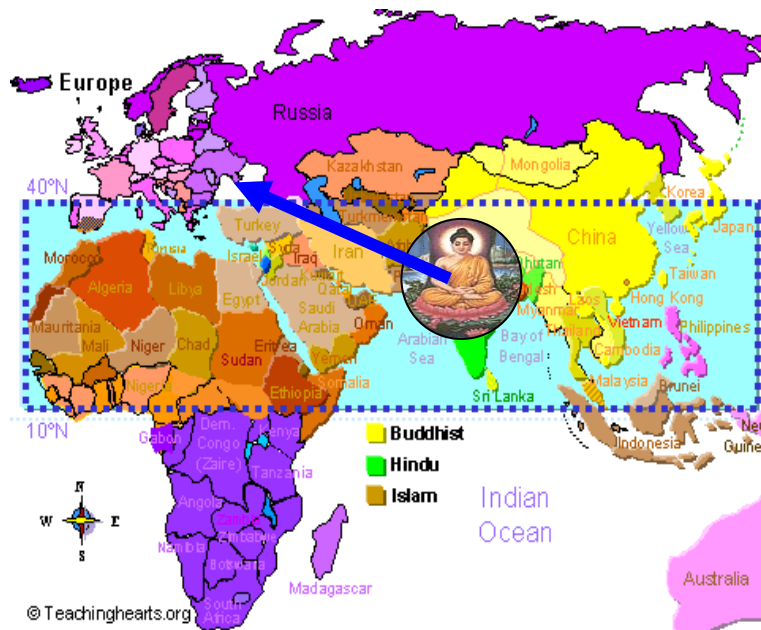 Europe
Russia
Kazakhstan
Mongolia
40°N
Korea
Turkmenistan
Japan
Turkey
China
Yellow
Sea
Tunisia
Syria
Iran
Morocco
Israel
Iraq
Bhutan
Jordan
Taiwan
Algeria
Libya
Qatar
Egypt
Laos
Hong Kong
Saudi
Arabia
Myanmar
Oman
Vietnam
Mauritania
Thailand
Philippines
Niger
Chad
Eritrea
Arabian
Sea
Bay of
Bengal
Mali
Sudan
Yemen
Cambodia
Somalia
Nigeria
Ethiopia
Malaysia
Brunei
Sri Lanka
10°N
Dem.
Congo
(Zaire)
Kenya
Gabon
Buddhist
Indonesia
Guine
Hindu
Tanzania
Islam
Angola
Indian
Ocean
N
W
E
S
Zambia
Zimbabwe
Namibia
Botswana
Madagascar
Australia
South
Africa
© Teachinghearts.org